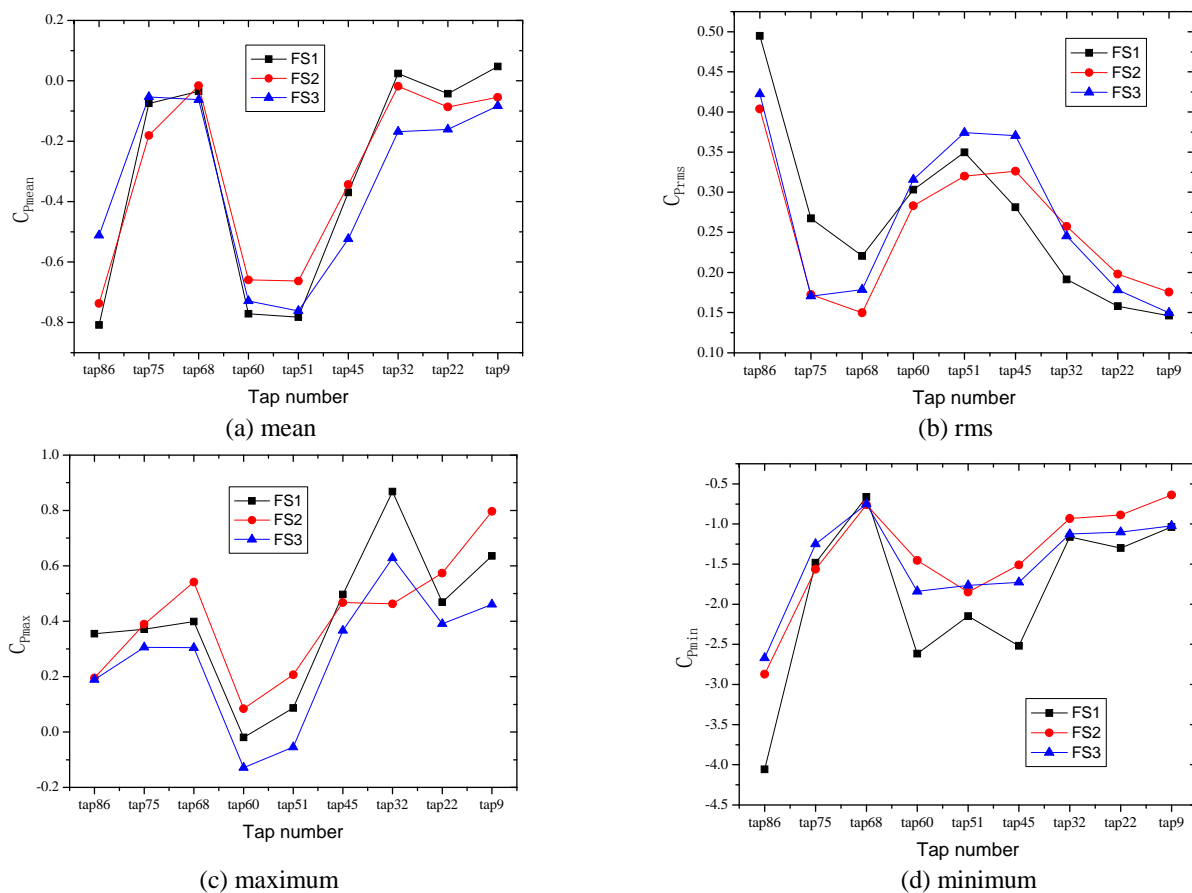 0.2
0.0
-0.2
-0.4
-0.6
-0.8
C_Pmean
FS1
FS2
FS3
tap86 tap75 tap68 tap60 tap51 tap45 tap32 tap22 tap9
Tap number
(a) mean
0.50
0.45
0.40
0.35
0.30
0.25
0.20
0.15
0.10
C_Prms
FS1
FS2
FS3
tap86 tap75 tap68 tap60 tap51 tap45 tap32 tap22 tap9
Tap number
(b) rms
1.0
0.8
0.6
0.4
0.2
0.0
-0.2
C_Pmax
FS1
FS2
FS3
tap86 tap75 tap68 tap60 tap51 tap45 tap32 tap22 tap9
Tap number
(c) maximum
-0.5
-1.0
-1.5
-2.0
-2.5
-3.0
-3.5
-4.0
-4.5
C_Pmin
FS1
FS2
FS3
tap86 tap75 tap68 tap60 tap51 tap45 tap32 tap22 tap9
Tap number
(d) minimum